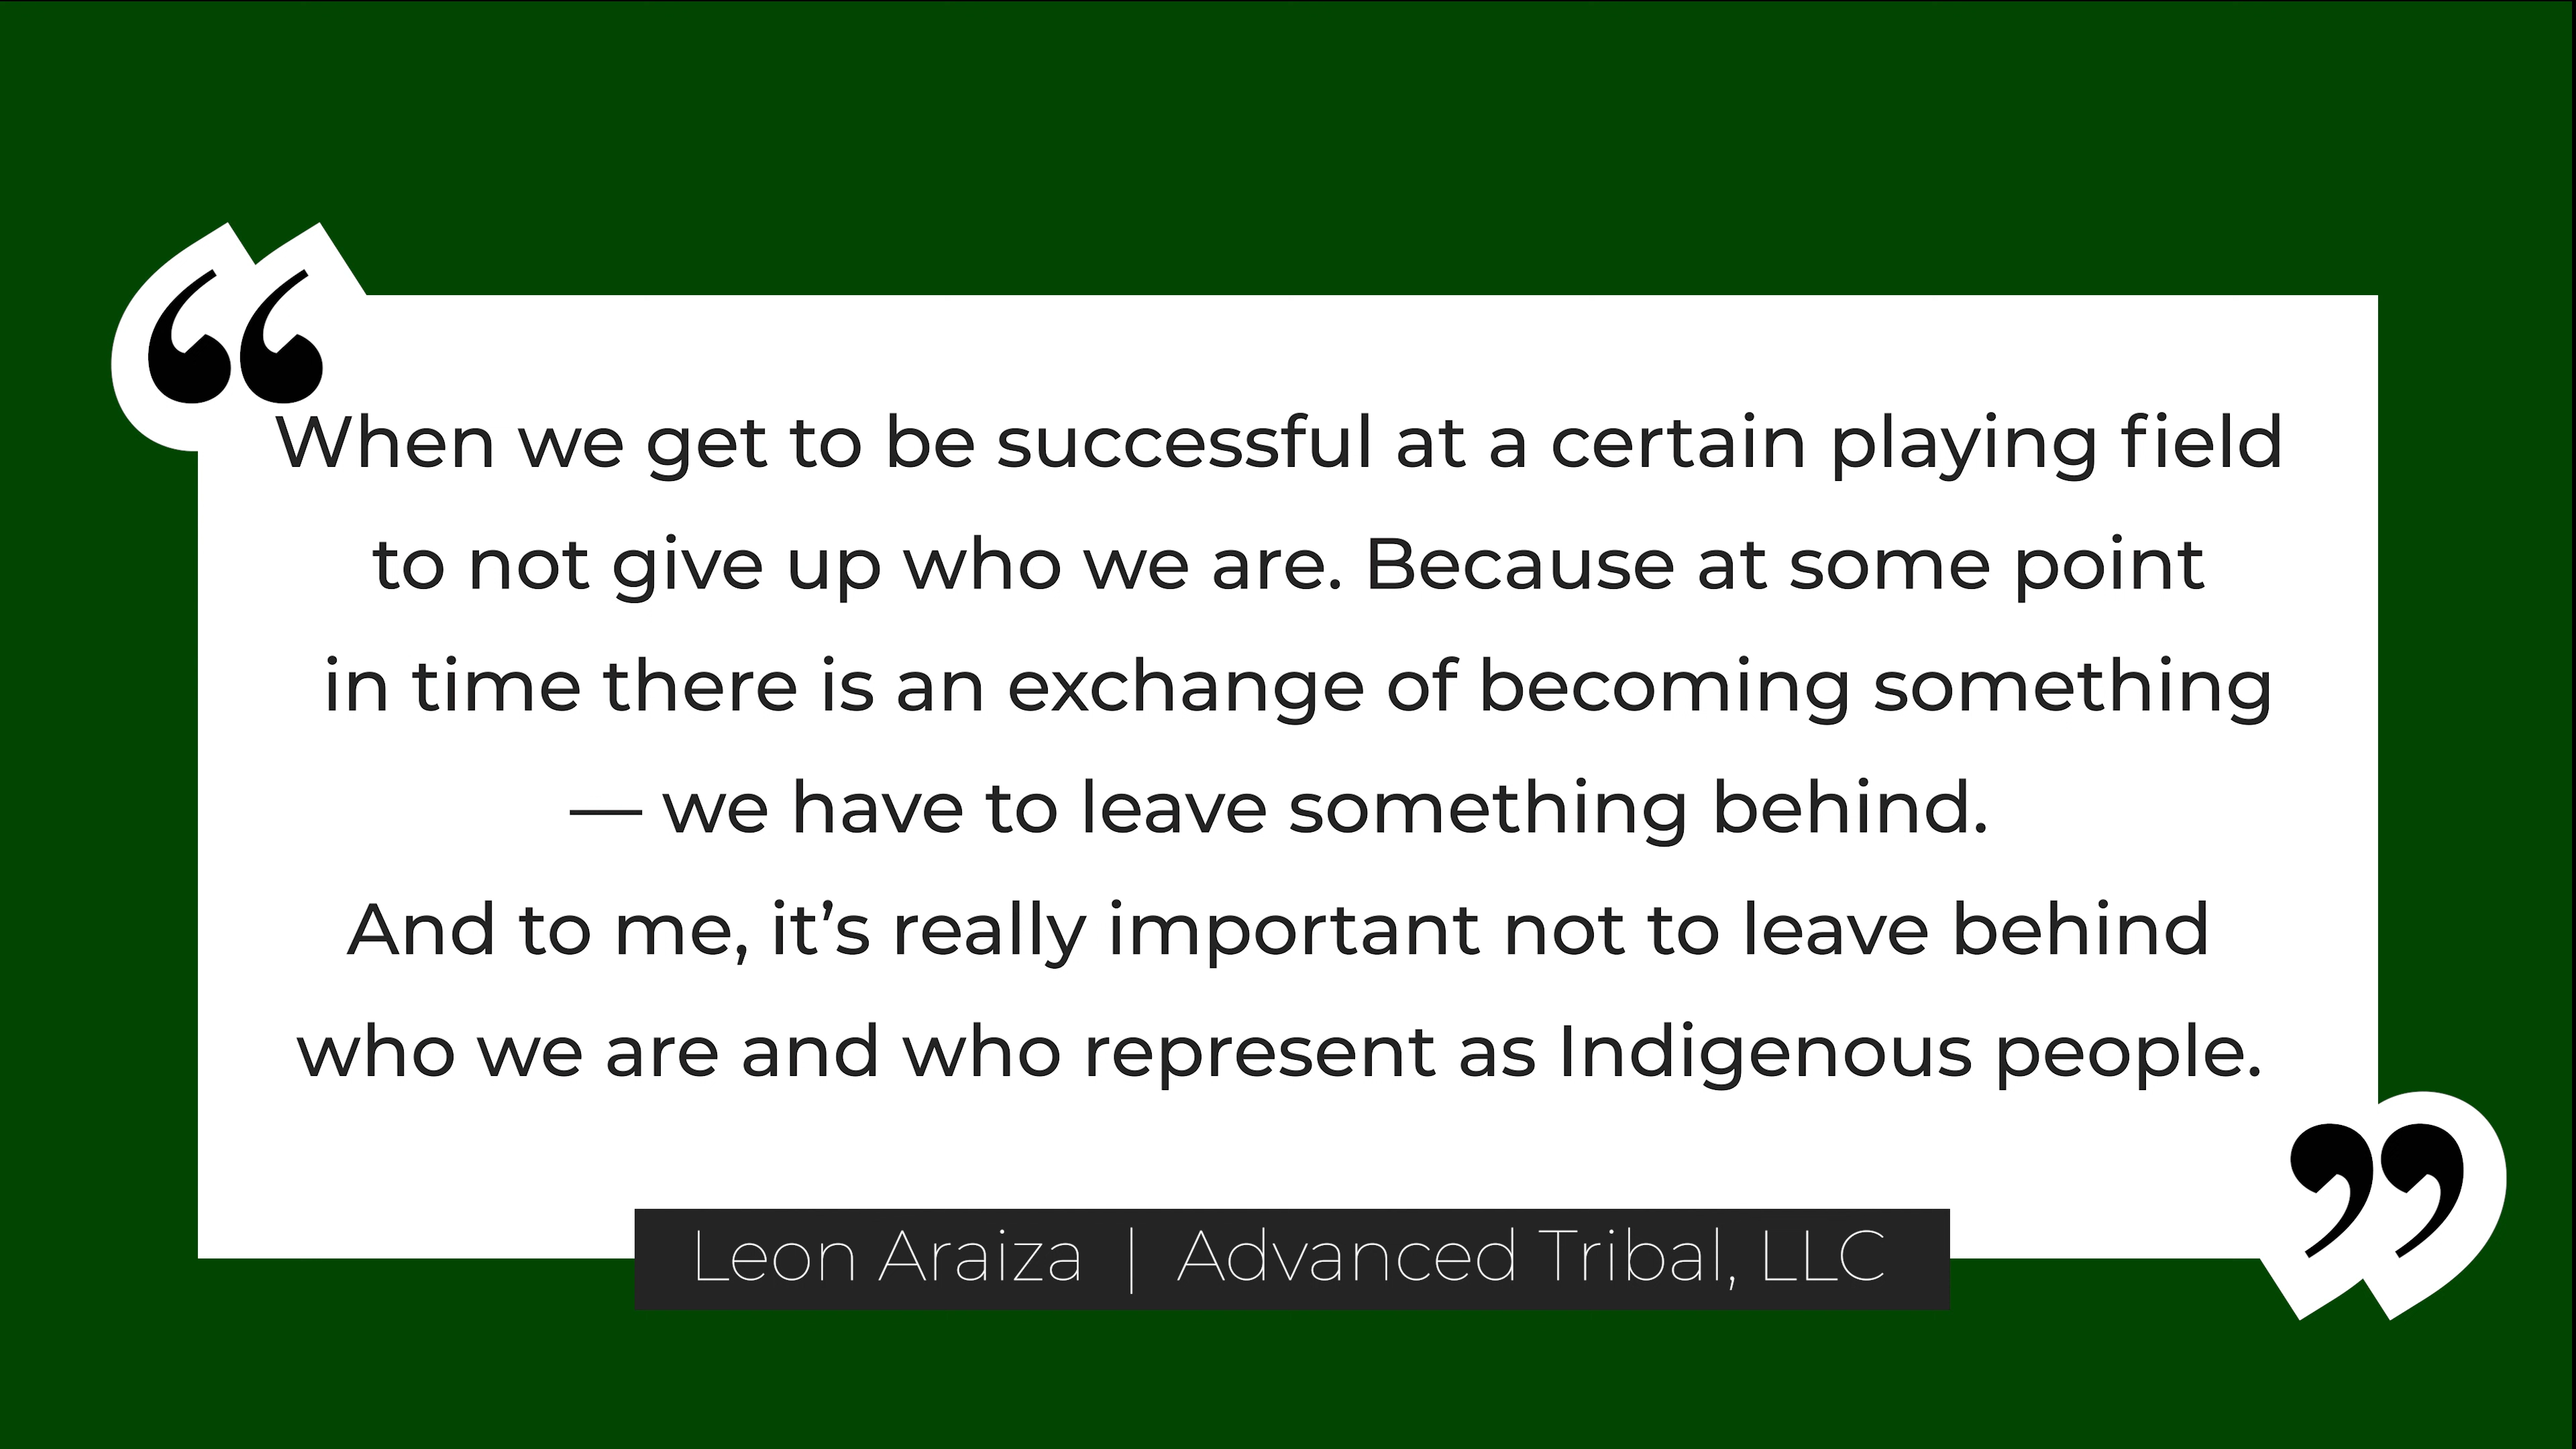 “
When we get to be successful at a certain playing field
to not give up who we are. Because at some point
in time there is an exchange of becoming something
— we have to leave something behind.
And to me, it’s really important not to leave behind
who we are and who represent as Indigenous people.
”
Leon Araiza | Advanced Tribal, LLC